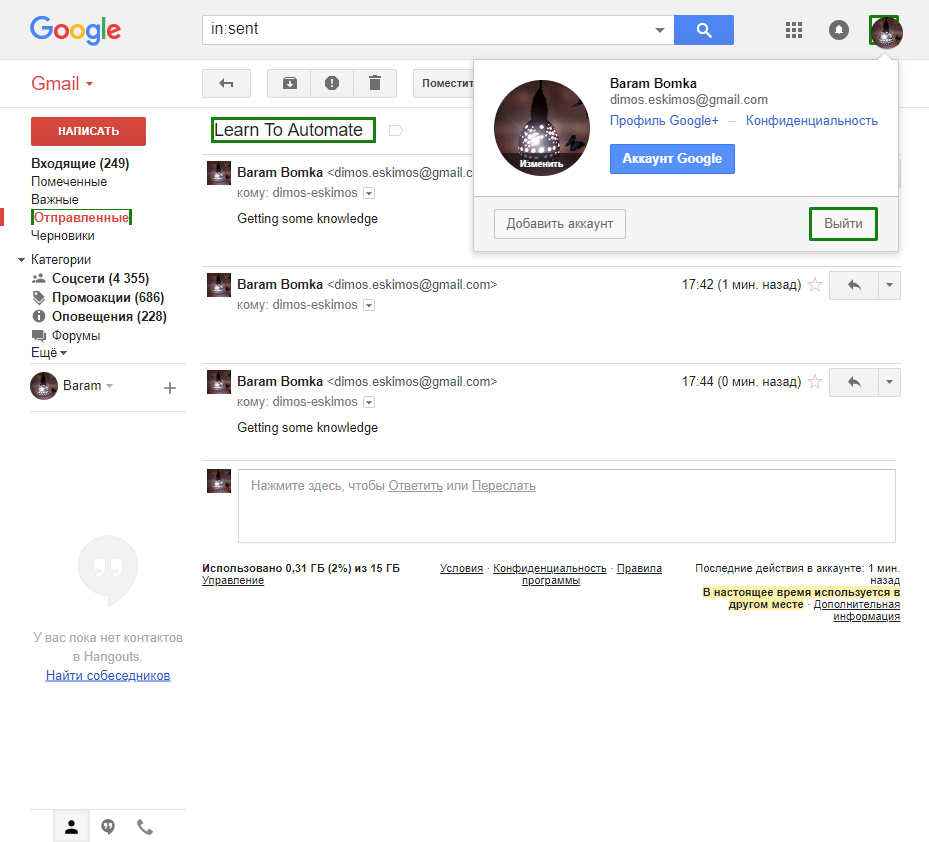 Google
in:sent
Gmail
Поместит
Baram Bomka
dimos.eskimos@gmail.com
Профиль Google+ – Конфиденциальность
Изменить
Аккаунт Google
Добавить аккаунт
Выйти
НАПИСАТЬ
Входящие (249)
Помеченные
Важные
Отправленные
Черновики
Категории
Соцсети (4 355)
Промоакции (686)
Оповещения (228)
Форумы
Ещё
Baram
У вас пока нет контактов
в Hangouts.
Найти собеседников
Learn To Automate
Baram Bomka <dimos.eskimos@gmail.c
кому: dimos-eskimos
Getting some knowledge
Baram Bomka <dimos.eskimos@gmail.com> 17:42 (1 мин. назад)
кому: dimos-eskimos
Baram Bomka <dimos.eskimos@gmail.com> 17:44 (0 мин. назад)
кому: dimos-eskimos
Getting some knowledge
Нажмите здесь, чтобы Ответить или Переслать
Использовано 0,31 ГБ (2%) из 15 ГБ
Управление
Условия · Конфиденциальность · Правила
программы
Последние действия в аккаунте: 1 мин.
назад
В настоящее время используется в
другом месте · Дополнительная
информация